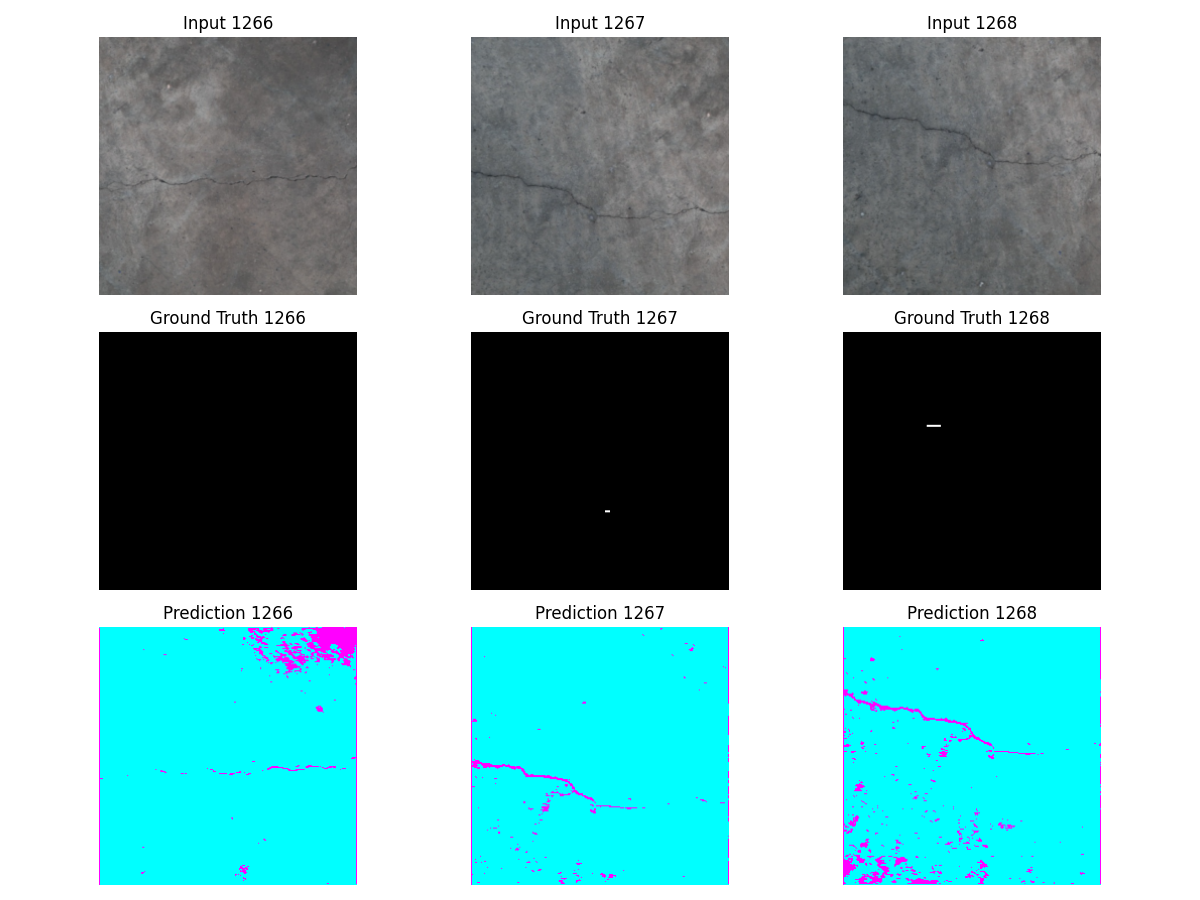 Input 1266
Input 1267
Input 1268
Ground Truth 1266
Ground Truth 1267
Ground Truth 1268
Prediction 1266
Prediction 1267
Prediction 1268